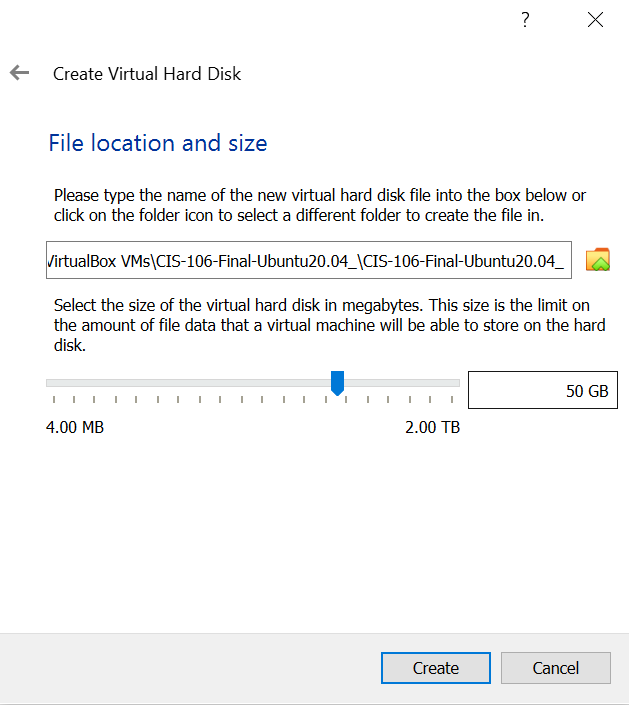 ?
Create Virtual Hard Disk
File location and size
Please type the name of the new virtual hard disk file into the box below or
click on the folder icon to select a different folder to create the file in.
VirtualBox VMs\CIS-106-Final-Ubuntu20.04_\CIS-106-Final-Ubuntu20.04_
Select the size of the virtual hard disk in megabytes. This size is the limit on
the amount of file data that a virtual machine will be able to store on the hard
disk.
50 GB
4.00 MB 2.00 TB
Create Cancel